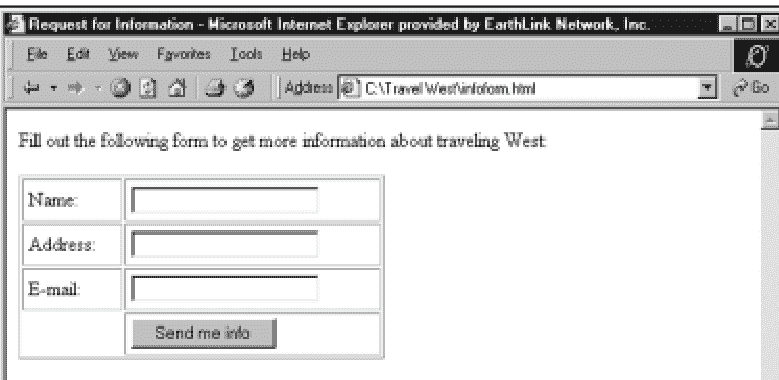 Request for Information - Microsoft Internet Explorer provided by EarthLink Network, Inc.
File Edit View Favorites Tools Help
Address C:\Travel West\infoform.html Go
Fill out the following form to get more information about traveling West:
Name:
Address:
E-mail:
Send me info